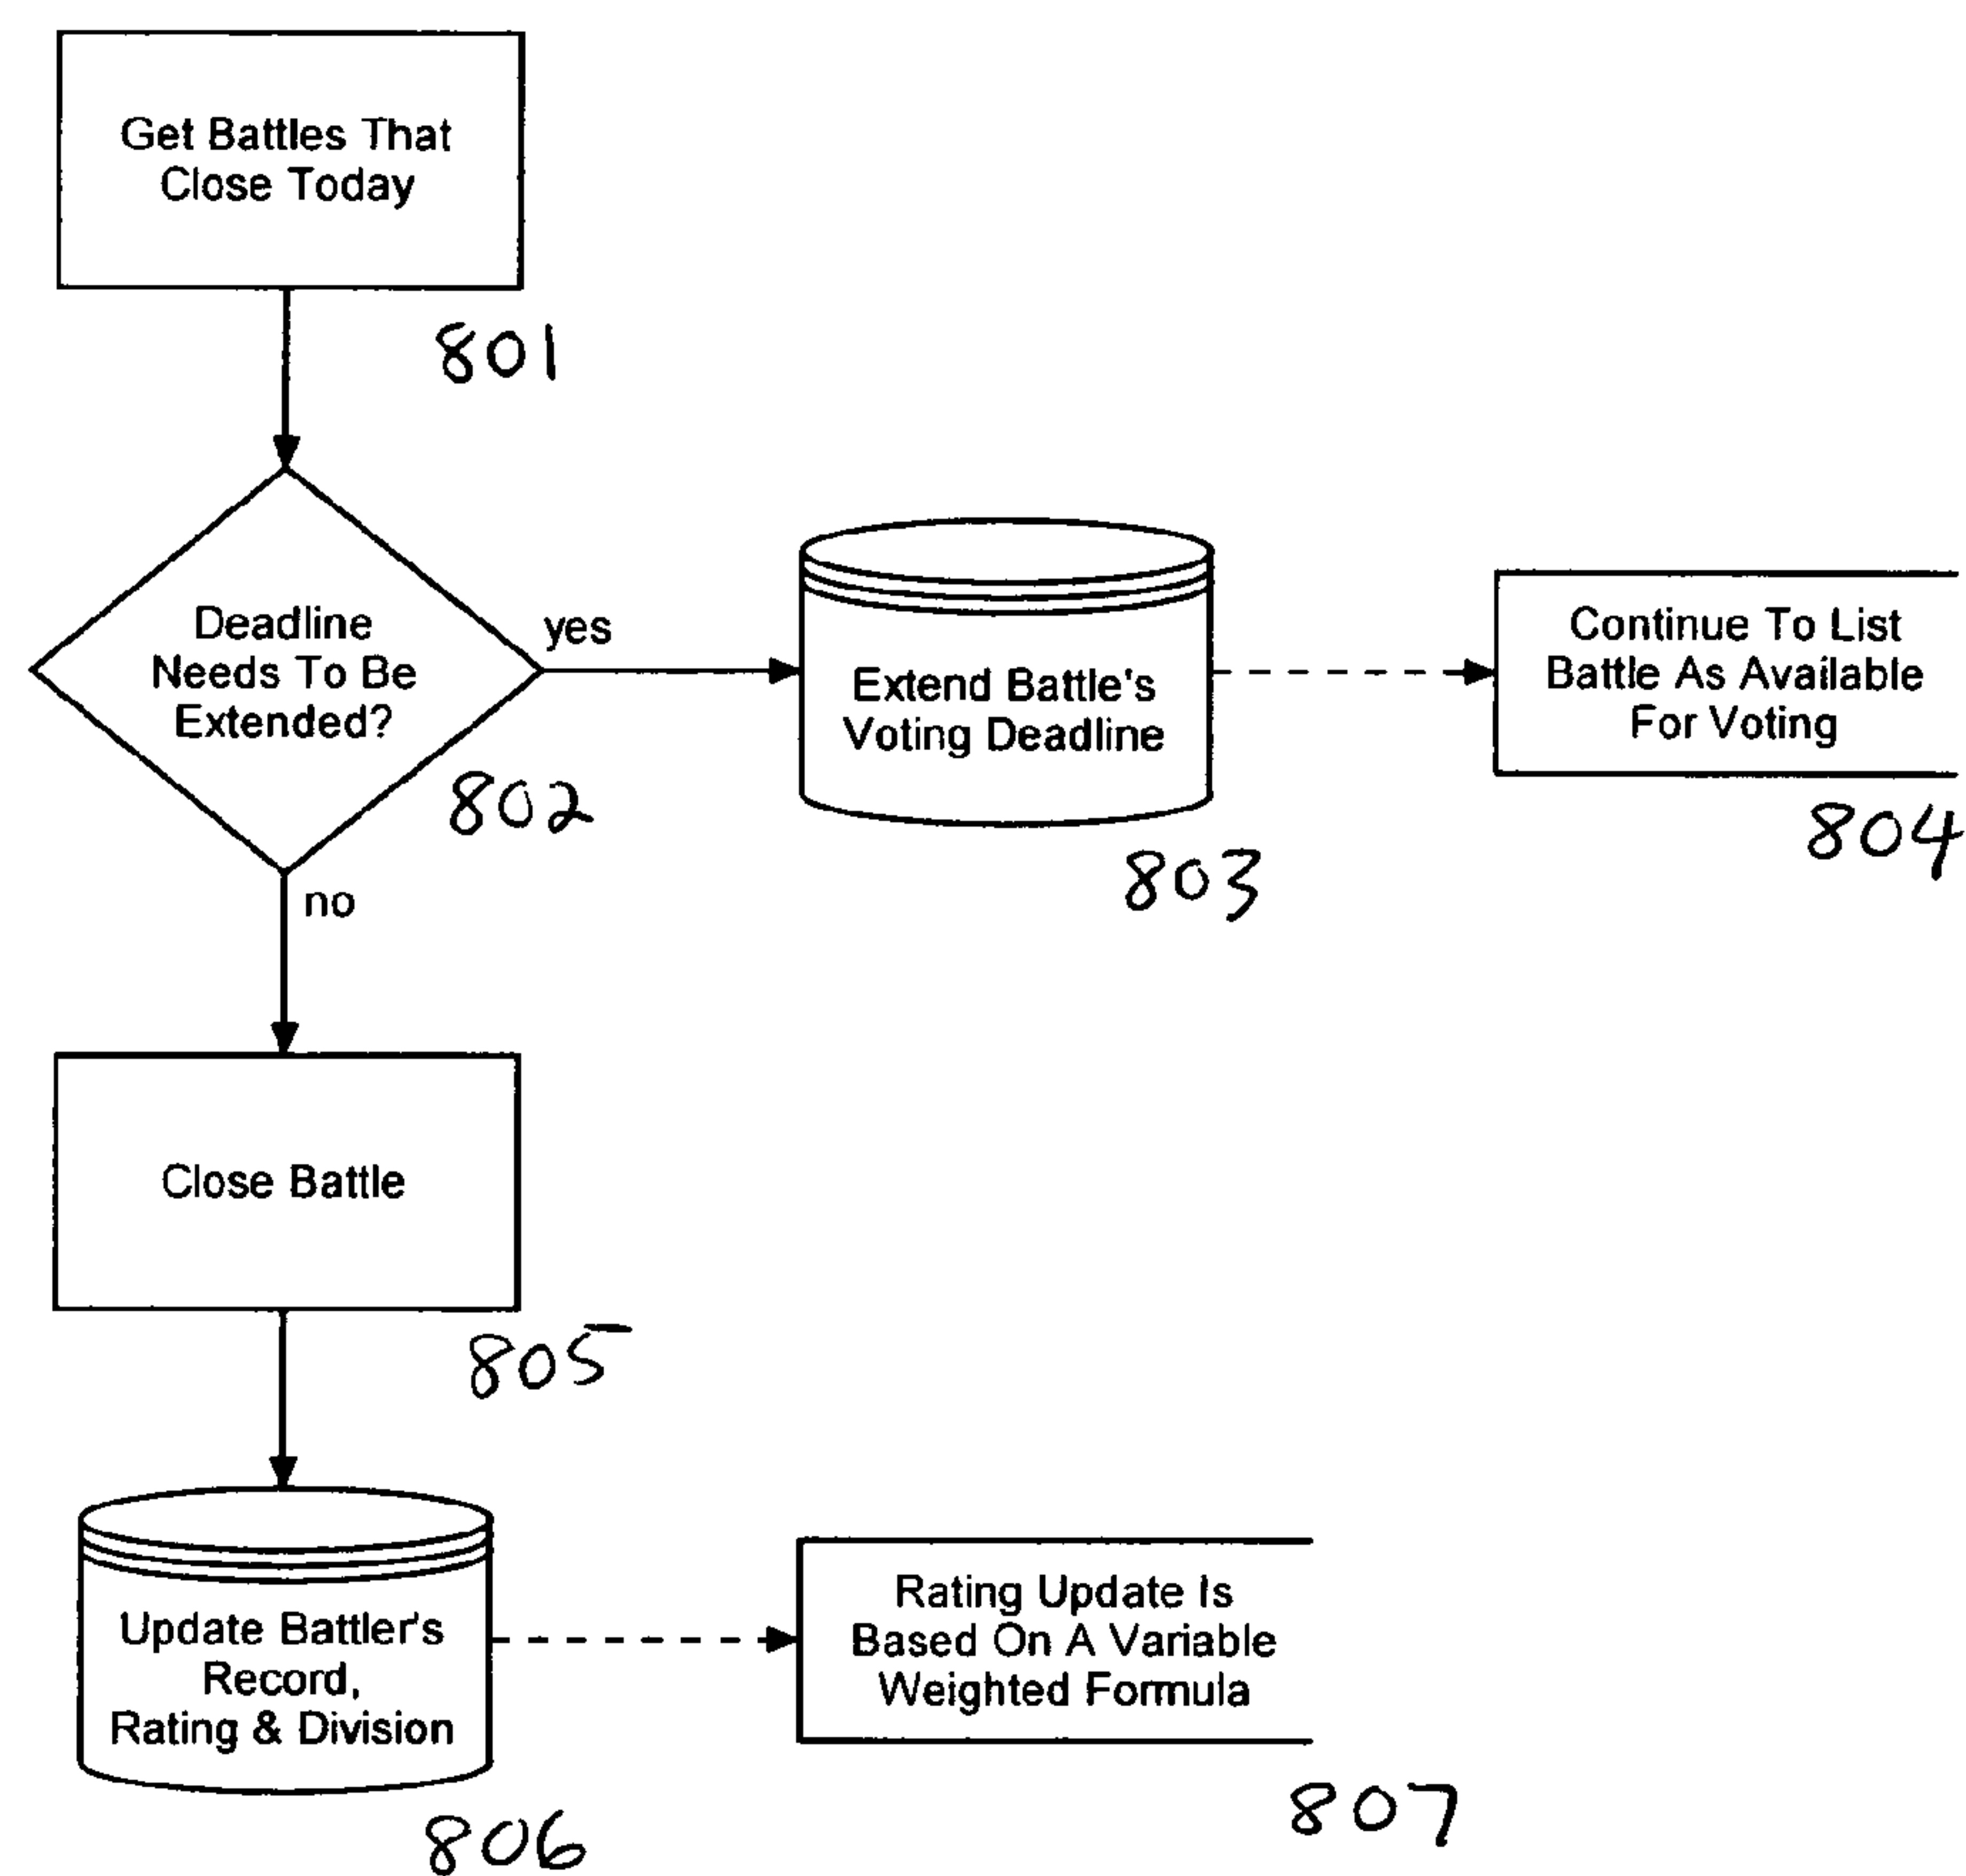 Get Battles That
Close Today
801
Deadline
Needs To Be
Extended?
802
yes
Extend Battle's
Voting Deadline
803
Continue To List
Battle As Available
For Voting
804
no
Close Battle
805
Update Battler's
Record,
Rating & Division
806
Rating Update Is
Based On A Variable
Weighted Formula
807